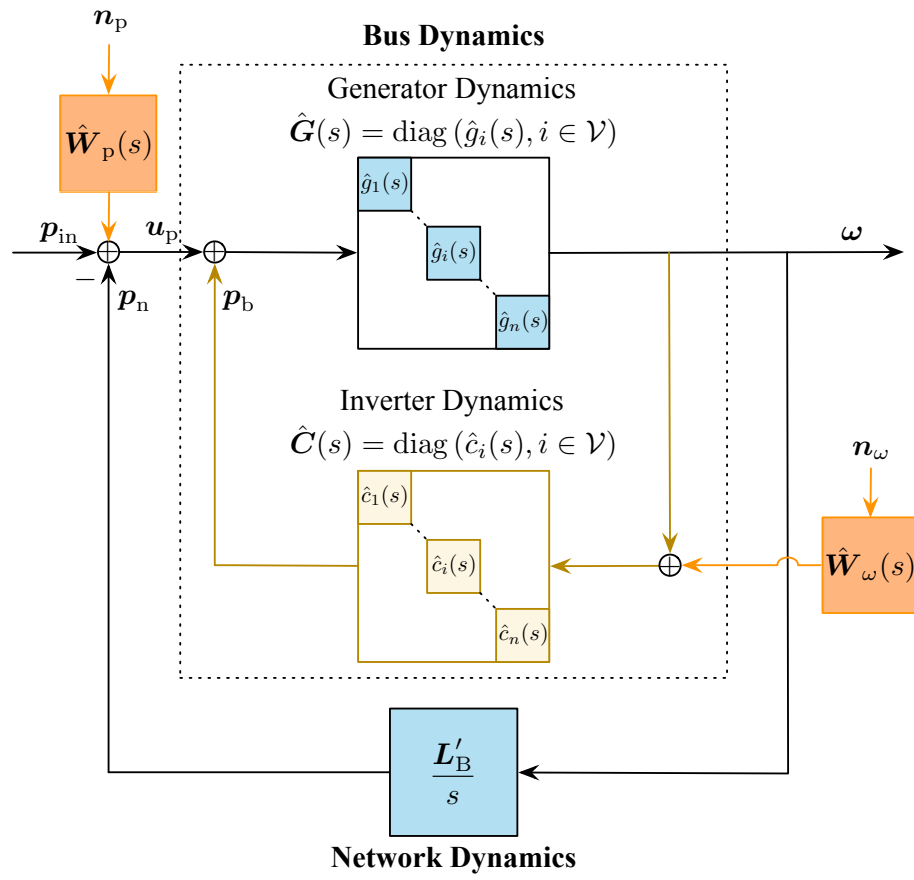 n_p
Bus Dynamics
Generator Dynamics
Ĝ(s) = diag (ĝ_i(s), i ∈ 𝒱)
Ŵ_p(s)
ĝ_1(s)
p_in
u_p
ĝ_i(s)
ω
−
p_n
p_b
ĝ_n(s)
Inverter Dynamics
Ĉ(s) = diag (ĉ_i(s), i ∈ 𝒱)
n_ω
ĉ_1(s)
ĉ_i(s)
Ŵ_ω(s)
ĉ_n(s)
L′_B
s
Network Dynamics